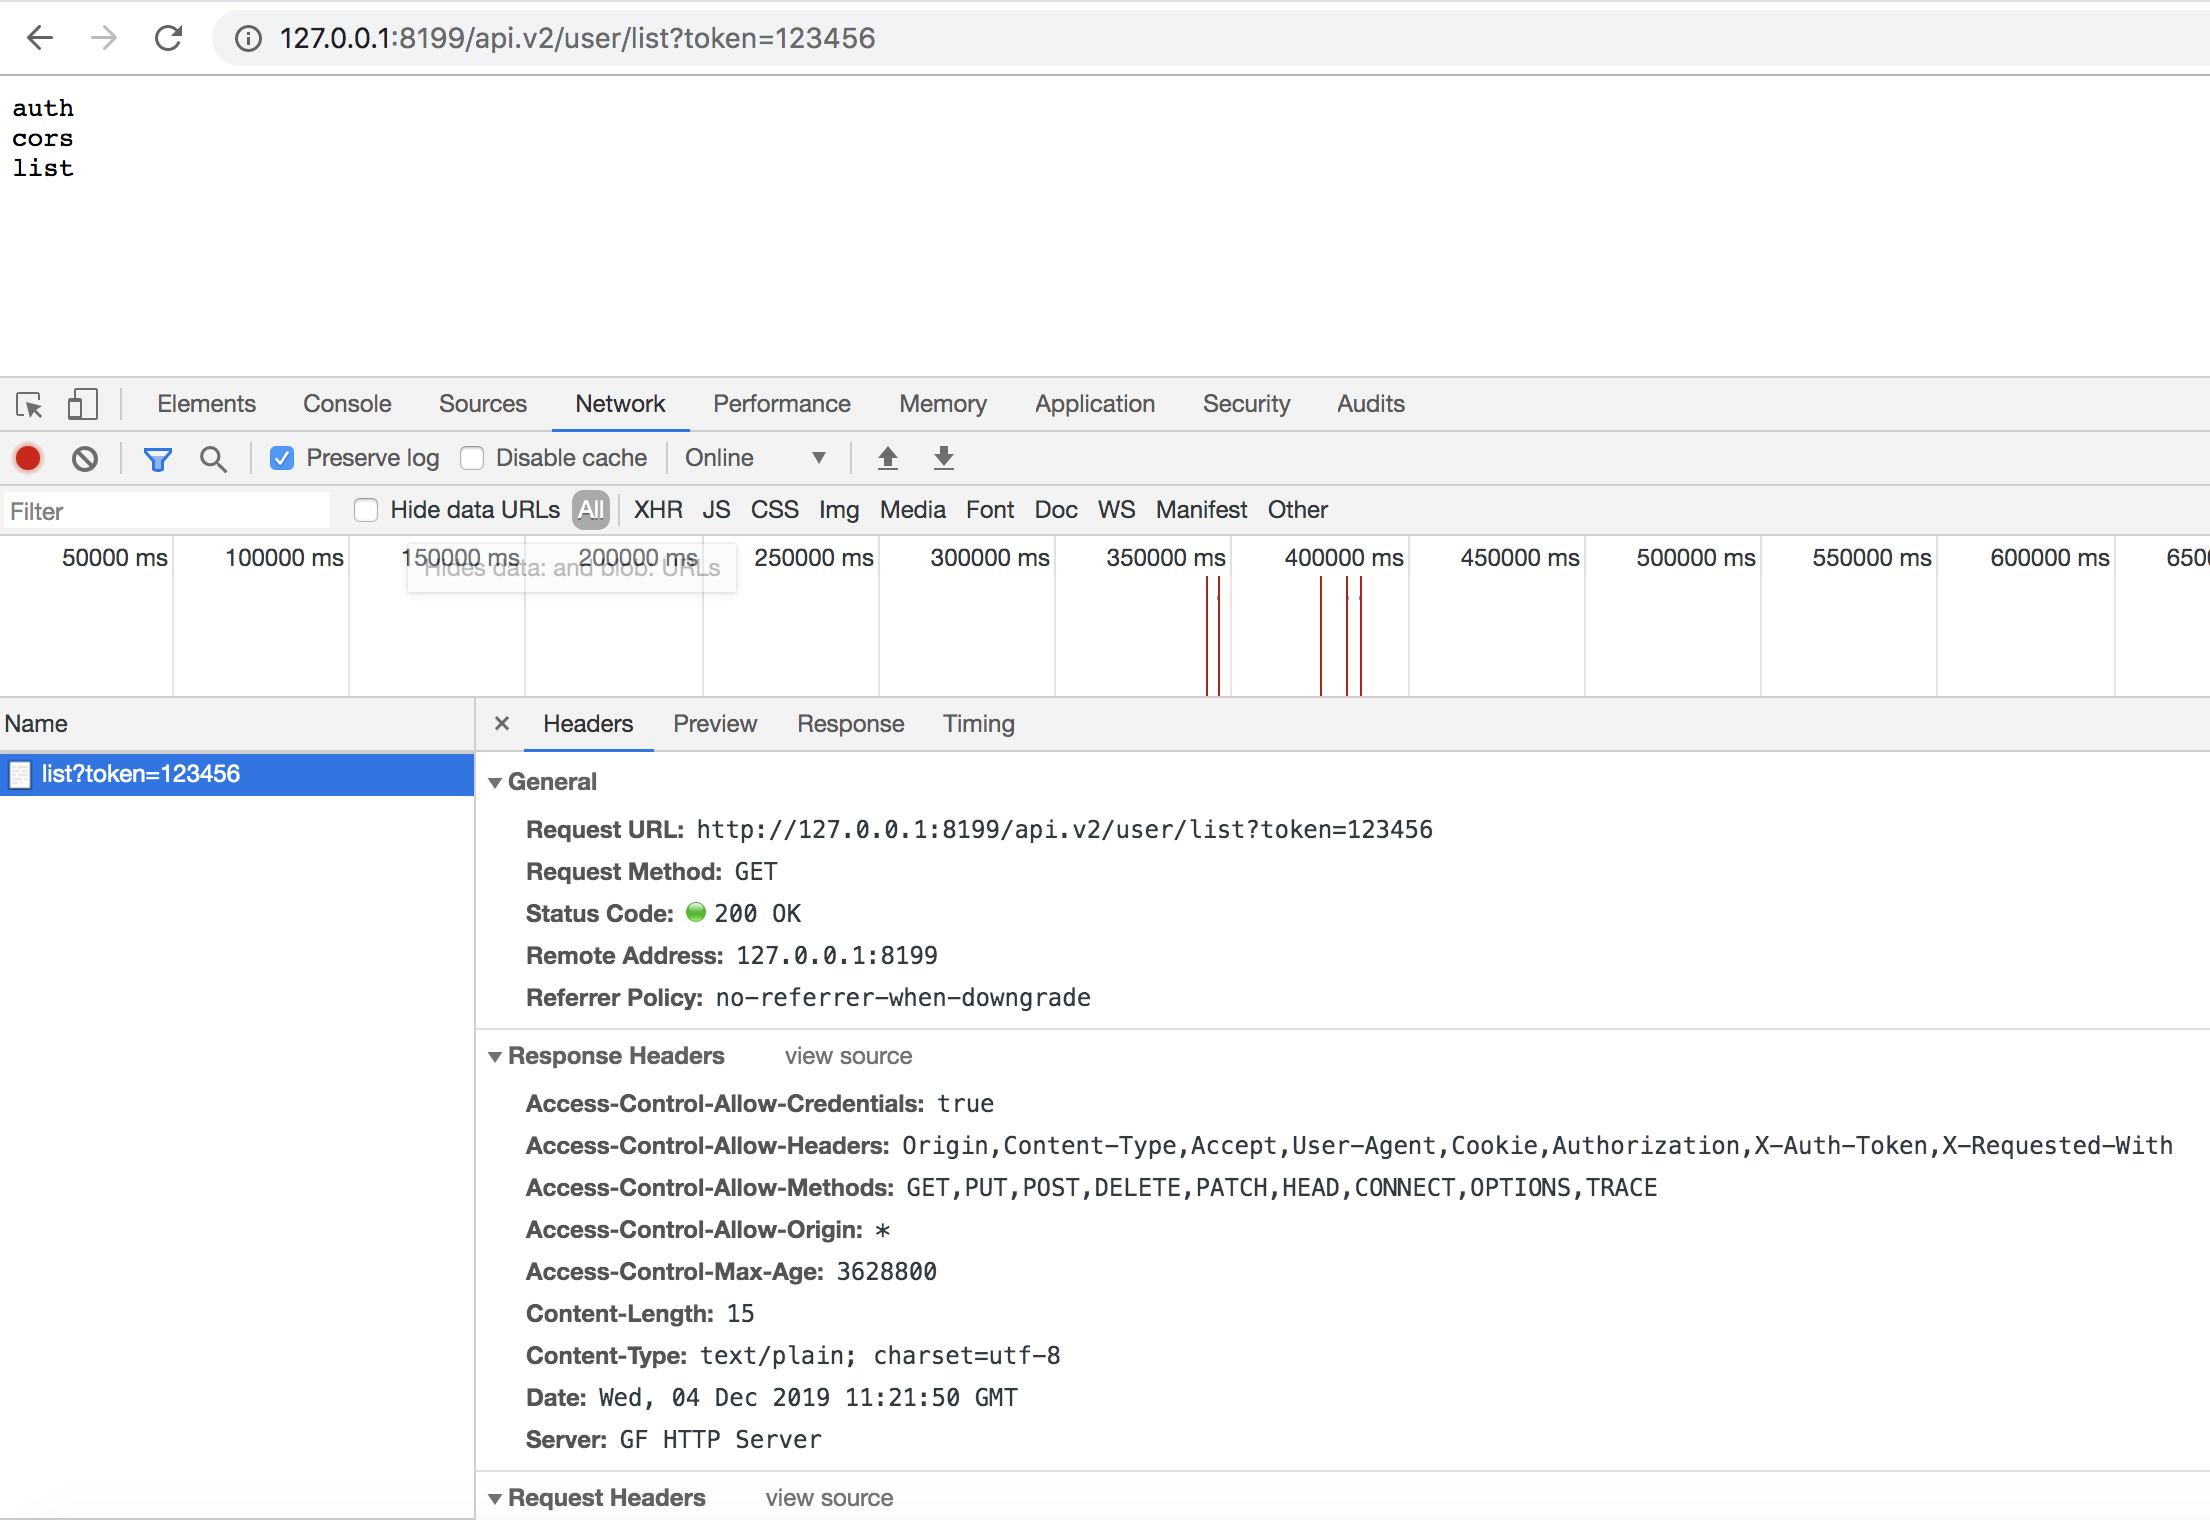 127.0.0.1:8199/api.v2/user/list?token=123456
auth
cors
list
Elements Console Sources Network Performance Memory Application Security Audits
Preserve log Disable cache Online
Filter Hide data URLs All XHR JS CSS Img Media Font Doc WS Manifest Other
50000 ms 100000 ms 150000 ms 200000 ms 250000 ms 300000 ms 350000 ms 400000 ms 450000 ms 500000 ms 550000 ms 600000 ms
Hides data: and blob: URLs
Name × Headers Preview Response Timing
list?token=123456
General
Request URL: http://127.0.0.1:8199/api.v2/user/list?token=123456
Request Method: GET
Status Code: 200 OK
Remote Address: 127.0.0.1:8199
Referrer Policy: no-referrer-when-downgrade
Response Headers view source
Access-Control-Allow-Credentials: true
Access-Control-Allow-Headers: Origin,Content-Type,Accept,User-Agent,Cookie,Authorization,X-Auth-Token,X-Requested-With
Access-Control-Allow-Methods: GET,PUT,POST,DELETE,PATCH,HEAD,CONNECT,OPTIONS,TRACE
Access-Control-Allow-Origin: *
Access-Control-Max-Age: 3628800
Content-Length: 15
Content-Type: text/plain; charset=utf-8
Date: Wed, 04 Dec 2019 11:21:50 GMT
Server: GF HTTP Server
Request Headers view source